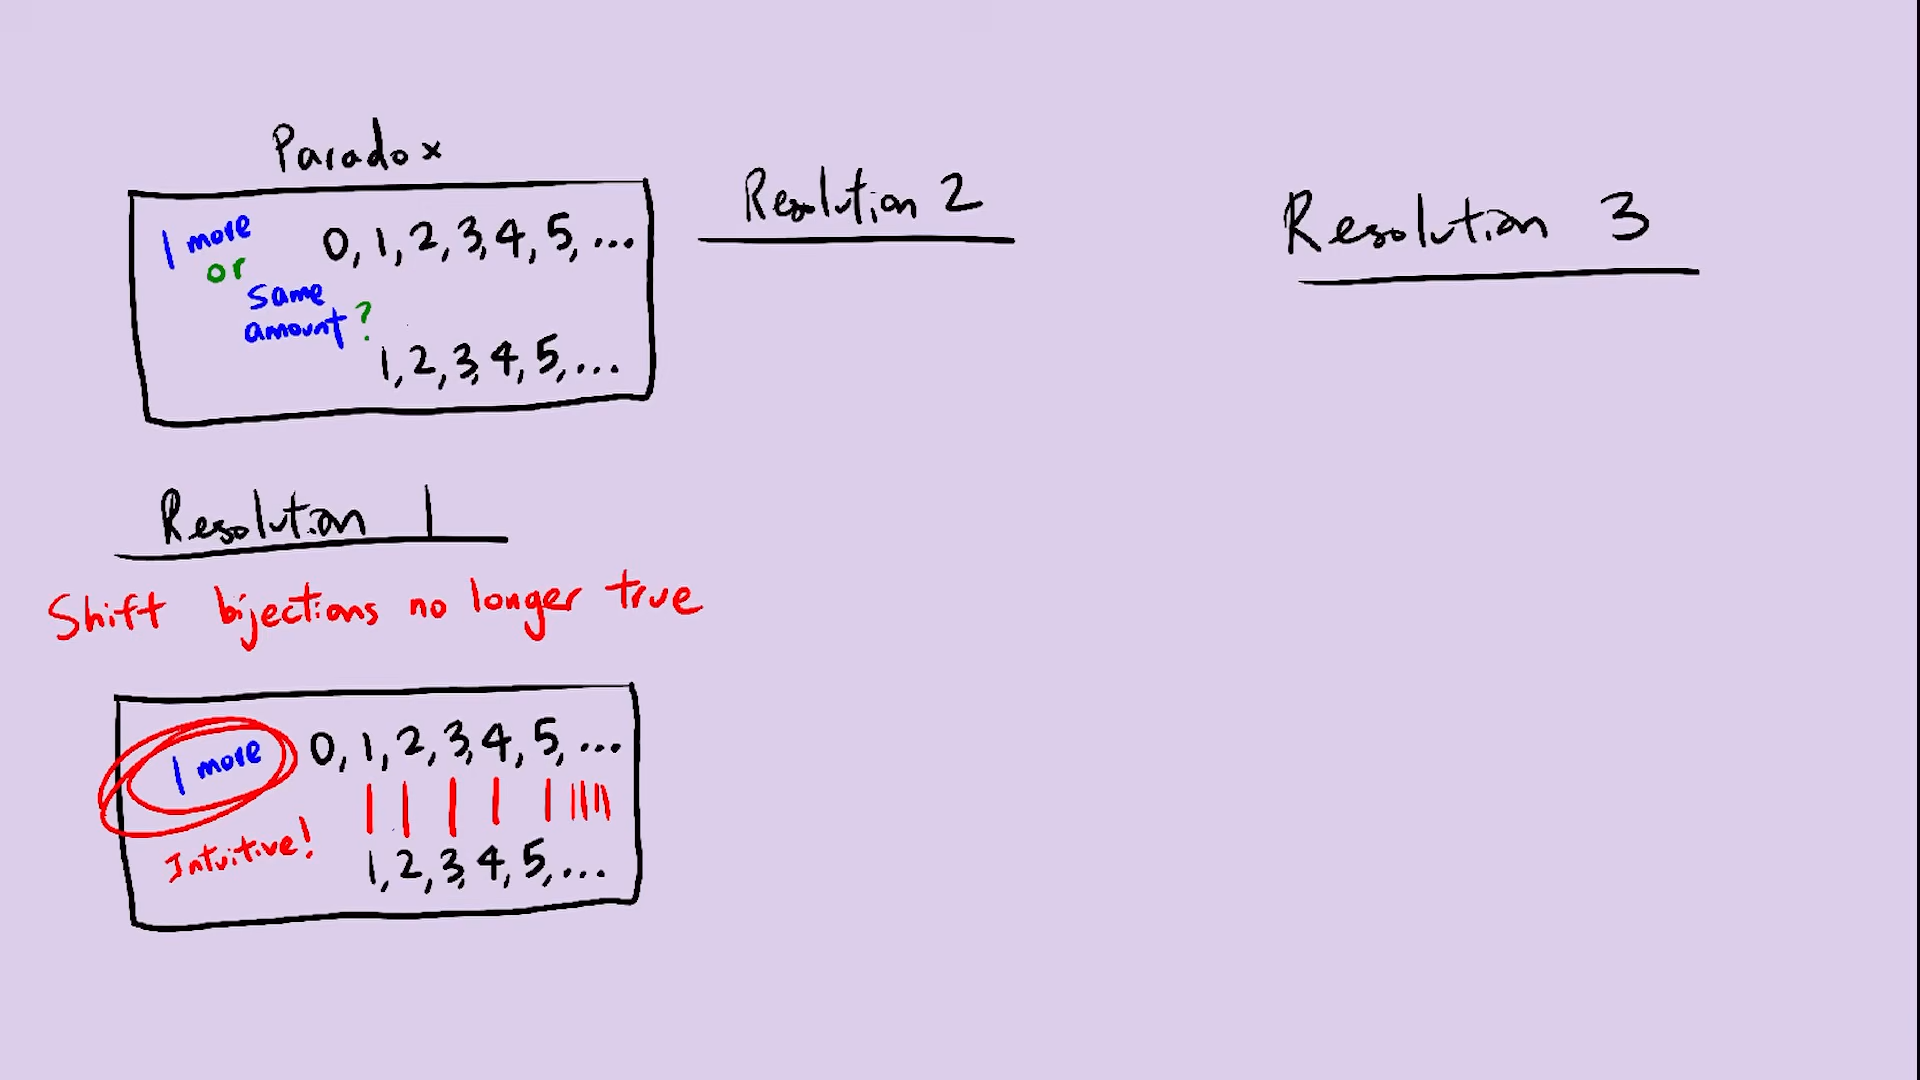 Paradox
1 more
or
same
amount?
0, 1, 2, 3, 4, 5, ...
1, 2, 3, 4, 5, ...
Resolution 1
Shift bijections no longer true
1 more
0, 1, 2, 3, 4, 5, ...
Intuitive!
1, 2, 3, 4, 5, ...
Resolution 2
Resolution 3